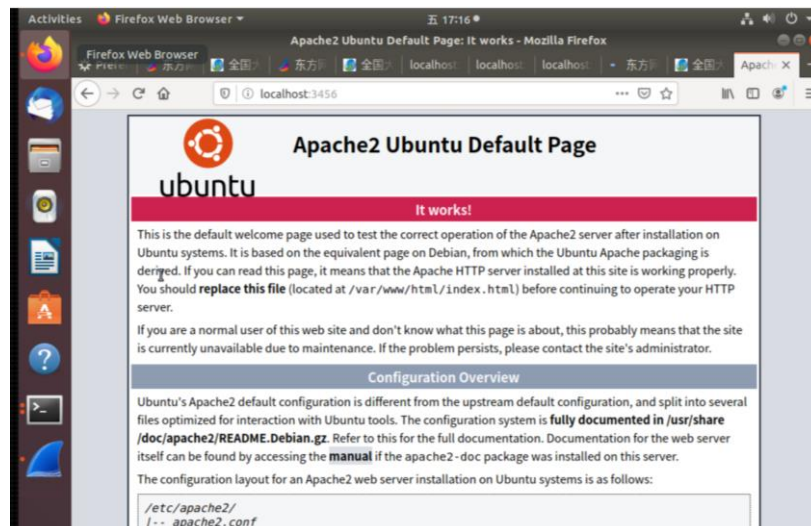 Activities Firefox Web Browser 五 17:16
Apache2 Ubuntu Default Page: It works - Mozilla Firefox
Firefox Web Browser
全国 东方 全国 localhost localhost localhost 东方 全国 Apach
localhost:3456
ubuntu
Apache2 Ubuntu Default Page
It works!
This is the default welcome page used to test the correct operation of the Apache2 server after installation on
Ubuntu systems. It is based on the equivalent page on Debian, from which the Ubuntu Apache packaging is
derived. If you can read this page, it means that the Apache HTTP server installed at this site is working properly.
You should replace this file (located at /var/www/html/index.html) before continuing to operate your HTTP
server.
If you are a normal user of this web site and don't know what this page is about, this probably means that the site
is currently unavailable due to maintenance. If the problem persists, please contact the site's administrator.
Configuration Overview
Ubuntu's Apache2 default configuration is different from the upstream default configuration, and split into several
files optimized for interaction with Ubuntu tools. The configuration system is fully documented in /usr/share
/doc/apache2/README.Debian.gz. Refer to this for the full documentation. Documentation for the web server
itself can be found by accessing the manual if the apache2-doc package was installed on this server.
The configuration layout for an Apache2 web server installation on Ubuntu systems is as follows:
/etc/apache2/
|-- apache2.conf